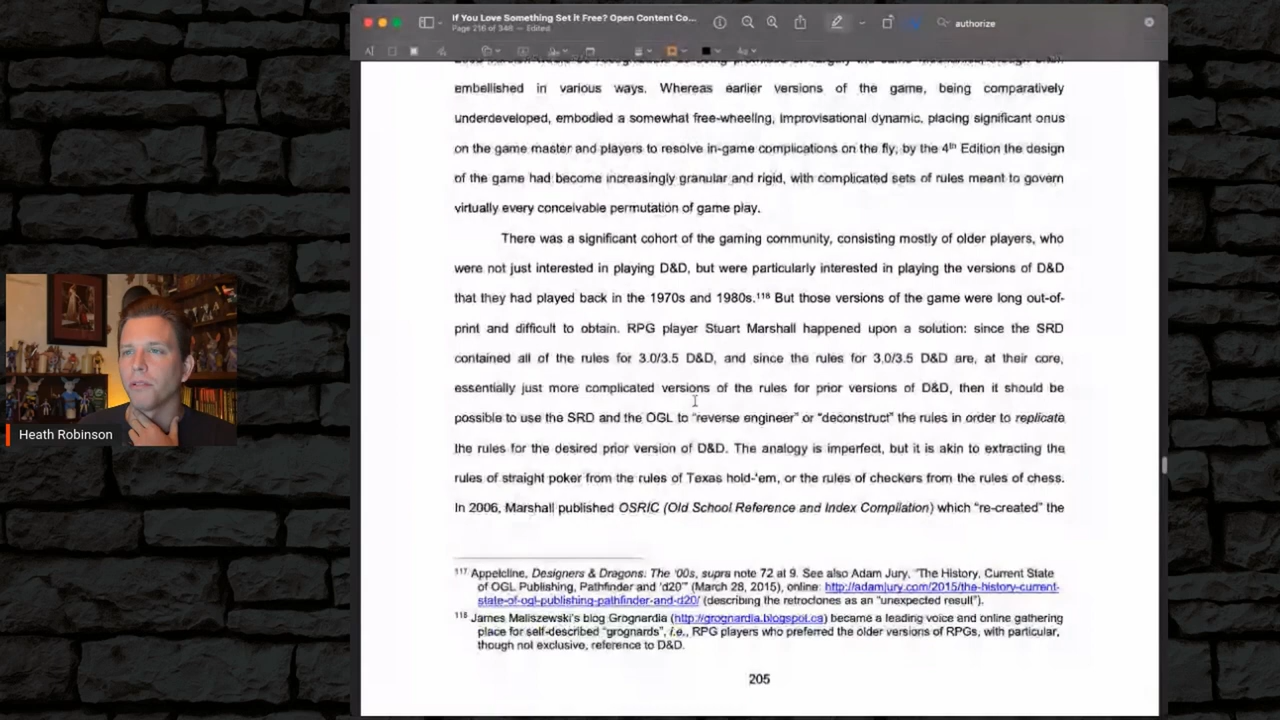 If You Love Something Set It Free? Open Content Co...
Page 216 of 348 — Edited
authorize
embellished in various ways. Whereas earlier versions of the game, being comparatively
underdeveloped, embodied a somewhat free-wheeling, improvisational dynamic, placing significant onus
on the game master and players to resolve in-game complications on the fly, by the 4th Edition the design
of the game had become increasingly granular and rigid, with complicated sets of rules meant to govern
virtually every conceivable permutation of game play.
There was a significant cohort of the gaming community, consisting mostly of older players, who
were not just interested in playing D&D, but were particularly interested in playing the versions of D&D
that they had played back in the 1970s and 1980s.118 But those versions of the game were long out-of-
print and difficult to obtain. RPG player Stuart Marshall happened upon a solution: since the SRD
contained all of the rules for 3.0/3.5 D&D, and since the rules for 3.0/3.5 D&D are, at their core,
essentially just more complicated versions of the rules for prior versions of D&D, then it should be
possible to use the SRD and the OGL to “reverse engineer” or “deconstruct” the rules in order to replicate
the rules for the desired prior version of D&D. The analogy is imperfect, but it is akin to extracting the
rules of straight poker from the rules of Texas hold-'em, or the rules of checkers from the rules of chess.
In 2006, Marshall published OSRIC (Old School Reference and Index Compilation) which “re-created” the
117 Appelcline, Designers & Dragons: The '00s, supra note 72 at 9. See also Adam Jury, “The History, Current State
of OGL Publishing, Pathfinder and 'd20'” (March 28, 2015), online: http://adamjury.com/2015/the-history-current-
state-of-ogl-publishing-pathfinder-and-d20/ (describing the retroclones as an “unexpected result”).
118 James Maliszewski's blog Grognardia (http://grognardia.blogspot.ca) became a leading voice and online gathering
place for self-described “grognards”, i.e., RPG players who preferred the older versions of RPGs, with particular,
though not exclusive, reference to D&D.
205
Heath Robinson